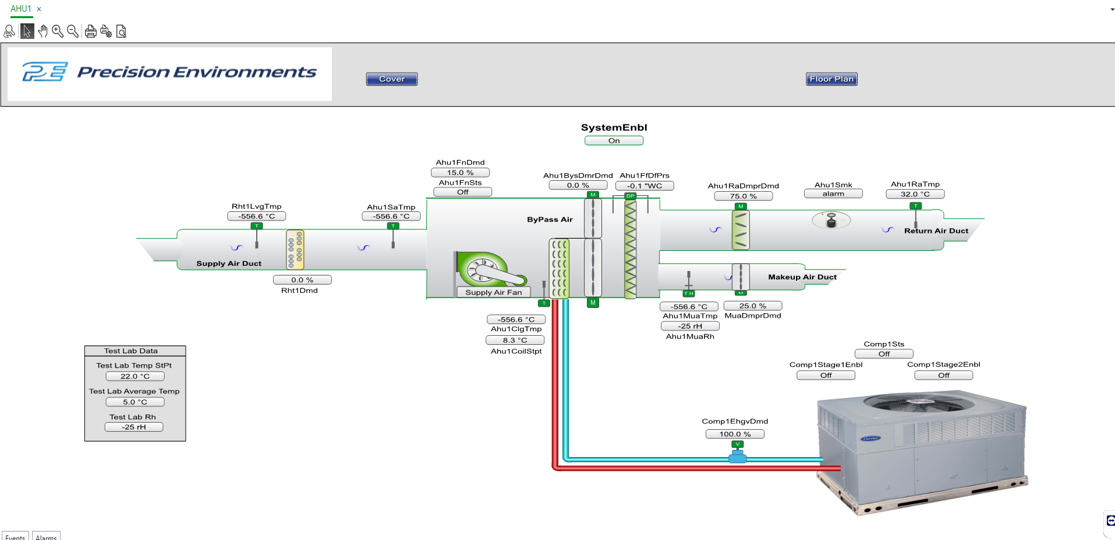 AHU1 ×
PE Precision Environments
Cover
Floor Plan
SystemEnbl
On
Ahu1FnDmd
15.0 %
Ahu1FnSts
Off
Ahu1BysDmrDmd
0.0 %
Ahu1FlDfPrs
-0.1 "WC
Ahu1RaDmprDmd
75.0 %
Ahu1Smk
alarm
Ahu1RaTmp
32.0 °C
Rht1LvgTmp
-556.6 °C
Ahu1SaTmp
-556.6 °C
M
DP
M
T
T
T
ByPass Air
Return Air Duct
Supply Air Duct
Makeup Air Duct
0.0 %
Rht1Dmd
Supply Air Fan
T
M
T H
M
-556.6 °C
Ahu1MuaTmp
-25 rH
Ahu1MuaRh
25.0 %
MuaDmprDmd
-556.6 °C
Ahu1ClgTmp
8.3 °C
Ahu1CoilStpt
Test Lab Data
Test Lab Temp StPt
22.0 °C
Test Lab Average Temp
5.0 °C
Test Lab Rh
-25 rH
Comp1Sts
Off
Comp1Stage1Enbl
Off
Comp1Stage2Enbl
Off
Comp1EhgvDmd
100.0 %
V
Events
Alarms